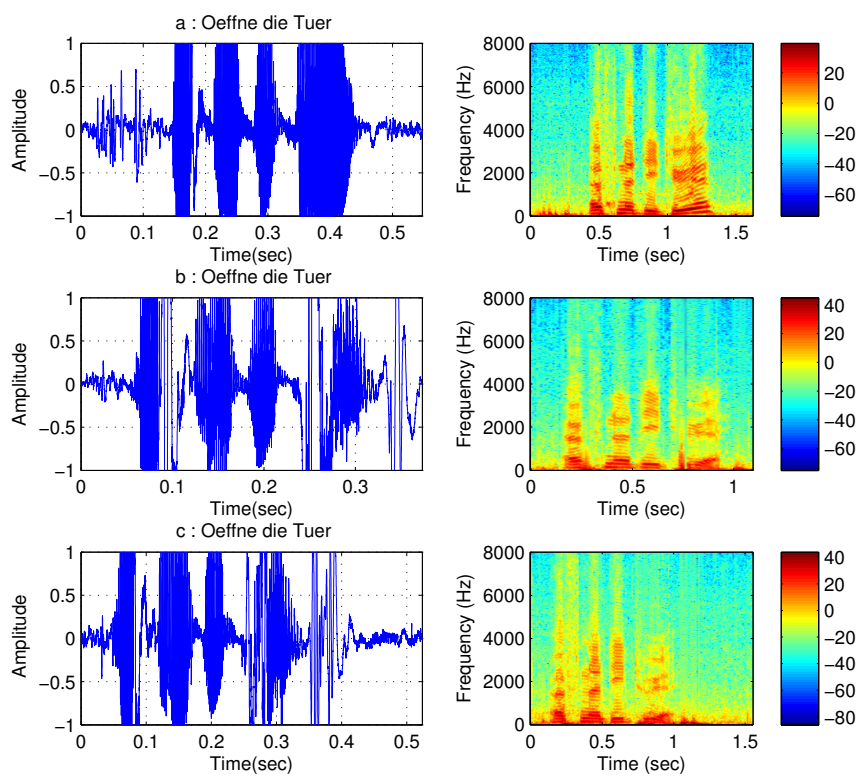 a : Oeffne die Tuer
1
0.5
0
−0.5
−1
Amplitude
0 0.1 0.2 0.3 0.4 0.5
Time(sec)
8000
6000
4000
2000
0
Frequency (Hz)
0 0.5 1 1.5
Time (sec)
20
0
−20
−40
−60
b : Oeffne die Tuer
1
0.5
0
−0.5
−1
Amplitude
0 0.1 0.2 0.3
Time(sec)
8000
6000
4000
2000
0
Frequency (Hz)
0 0.5 1
Time (sec)
40
20
0
−20
−40
−60
c : Oeffne die Tuer
1
0.5
0
−0.5
−1
Amplitude
0 0.1 0.2 0.3 0.4 0.5
Time(sec)
8000
6000
4000
2000
0
Frequency (Hz)
0 0.5 1 1.5
Time (sec)
40
20
0
−20
−40
−60
−80